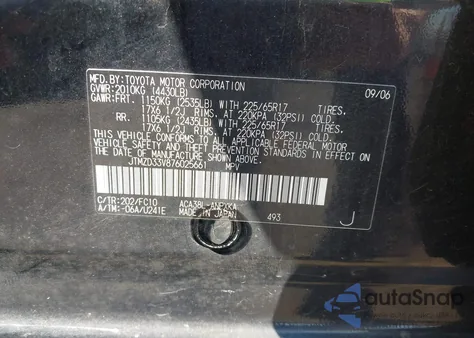 MFD. BY: TOYOTA MOTOR CORPORATION 09/06
GVWR: 2010KG (4430LB)
GAWR: FRT. 1150KG (2535LB) WITH 225/65R17 TIRES,
17X6 1/2J RIMS, AT 220KPA (32PSI) COLD
RR. 1105KG (2435LB) WITH 225/65R17 TIRES,
17X6 1/2J RIMS, AT 220KPA (32PSI) COLD
THIS VEHICLE CONFORMS TO ALL APPLICABLE FEDERAL MOTOR
VEHICLE SAFETY STANDARDS IN EFFECT ON THE DATE OF
MANUFACTURE SHOWN ABOVE.
JTMZD33V876025661 MPV
C/TR:202/FC10 ACA38L-ANPXKA
A/TM:-06A/U241E MADE IN JAPAN 493 J
autoSnap
POWERED BY CARFAST EXPRESS